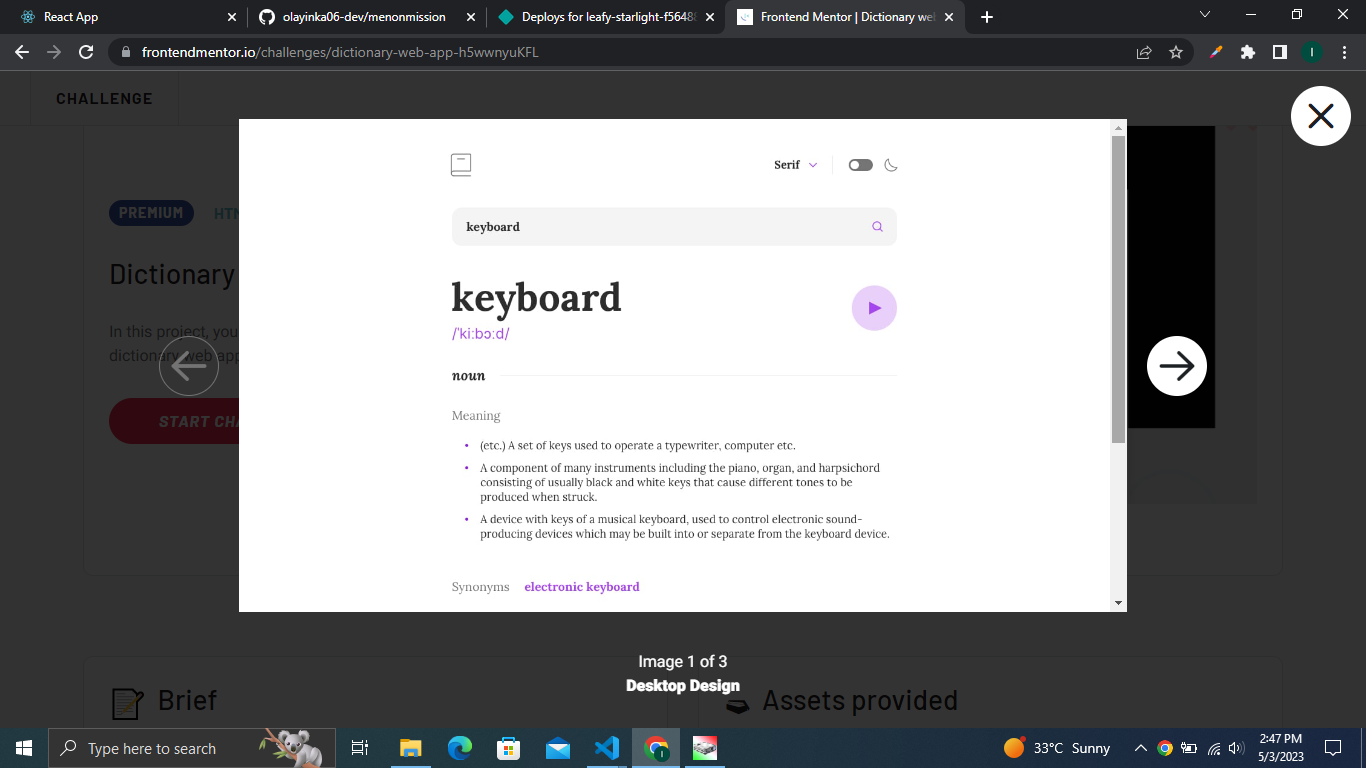 React App
olayinka06-dev/menonmission
Deploys for leafy-starlight-f5648
Frontend Mentor | Dictionary we
frontendmentor.io/challenges/dictionary-web-app-h5wwnyuKFL
I
CHALLENGE
Serif
keyboard
PREMIUM
HTM
keyboard
Dictionary
/ˈkiːbɔːd/
In this project, you
dictionary web app
noun
START CHA
Meaning
• (etc.) A set of keys used to operate a typewriter, computer etc.
• A component of many instruments including the piano, organ, and harpsichord
consisting of usually black and white keys that cause different tones to be
produced when struck.
• A device with keys of a musical keyboard, used to control electronic sound-
producing devices which may be built into or separate from the keyboard device.
Synonyms electronic keyboard
Image 1 of 3
Desktop Design
Brief
Assets provided
Type here to search
33°C Sunny
2:47 PM
5/3/2023